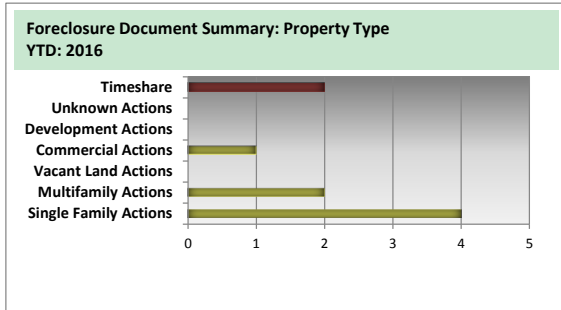 Foreclosure Document Summary: Property Type
YTD: 2016
Timeshare
Unknown Actions
Development Actions
Commercial Actions
Vacant Land Actions
Multifamily Actions
Single Family Actions
0 1 2 3 4 5